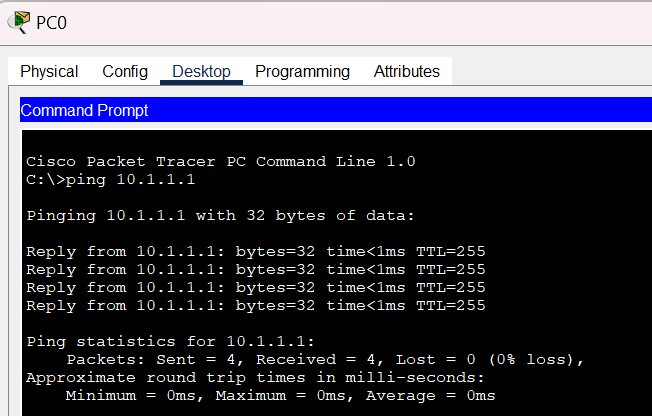 PC0
Physical Config Desktop Programming Attributes
Command Prompt
Cisco Packet Tracer PC Command Line 1.0
C:\>ping 10.1.1.1
Pinging 10.1.1.1 with 32 bytes of data:
Reply from 10.1.1.1: bytes=32 time<1ms TTL=255
Reply from 10.1.1.1: bytes=32 time<1ms TTL=255
Reply from 10.1.1.1: bytes=32 time<1ms TTL=255
Reply from 10.1.1.1: bytes=32 time<1ms TTL=255
Ping statistics for 10.1.1.1:
Packets: Sent = 4, Received = 4, Lost = 0 (0% loss),
Approximate round trip times in milli-seconds:
Minimum = 0ms, Maximum = 0ms, Average = 0ms